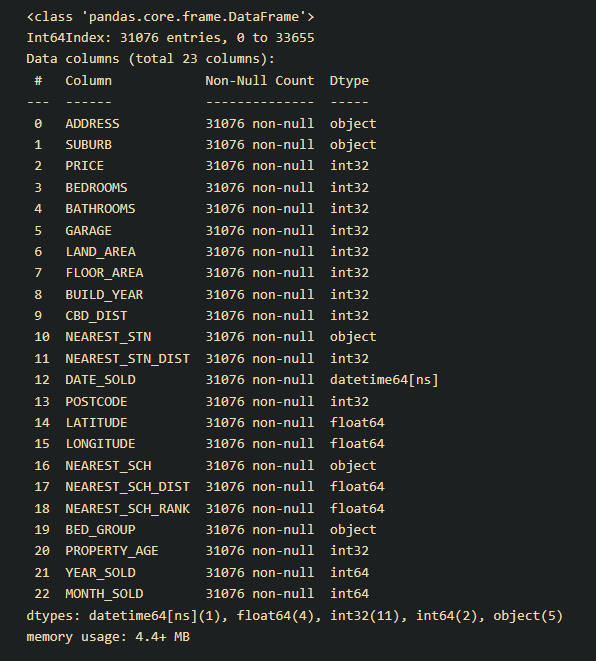 <class 'pandas.core.frame.DataFrame'>
Int64Index: 31076 entries, 0 to 33655
Data columns (total 23 columns):
 #   Column            Non-Null Count  Dtype
---  ------            --------------  -----
 0   ADDRESS           31076 non-null  object
 1   SUBURB            31076 non-null  object
 2   PRICE             31076 non-null  int32
 3   BEDROOMS          31076 non-null  int32
 4   BATHROOMS         31076 non-null  int32
 5   GARAGE            31076 non-null  int32
 6   LAND_AREA         31076 non-null  int32
 7   FLOOR_AREA        31076 non-null  int32
 8   BUILD_YEAR        31076 non-null  int32
 9   CBD_DIST          31076 non-null  int32
 10  NEAREST_STN       31076 non-null  object
 11  NEAREST_STN_DIST  31076 non-null  int32
 12  DATE_SOLD         31076 non-null  datetime64[ns]
 13  POSTCODE          31076 non-null  int32
 14  LATITUDE          31076 non-null  float64
 15  LONGITUDE         31076 non-null  float64
 16  NEAREST_SCH       31076 non-null  object
 17  NEAREST_SCH_DIST  31076 non-null  float64
 18  NEAREST_SCH_RANK  31076 non-null  float64
 19  BED_GROUP         31076 non-null  object
 20  PROPERTY_AGE      31076 non-null  int32
 21  YEAR_SOLD         31076 non-null  int64
 22  MONTH_SOLD        31076 non-null  int64
dtypes: datetime64[ns](1), float64(4), int32(11), int64(2), object(5)
memory usage: 4.4+ MB